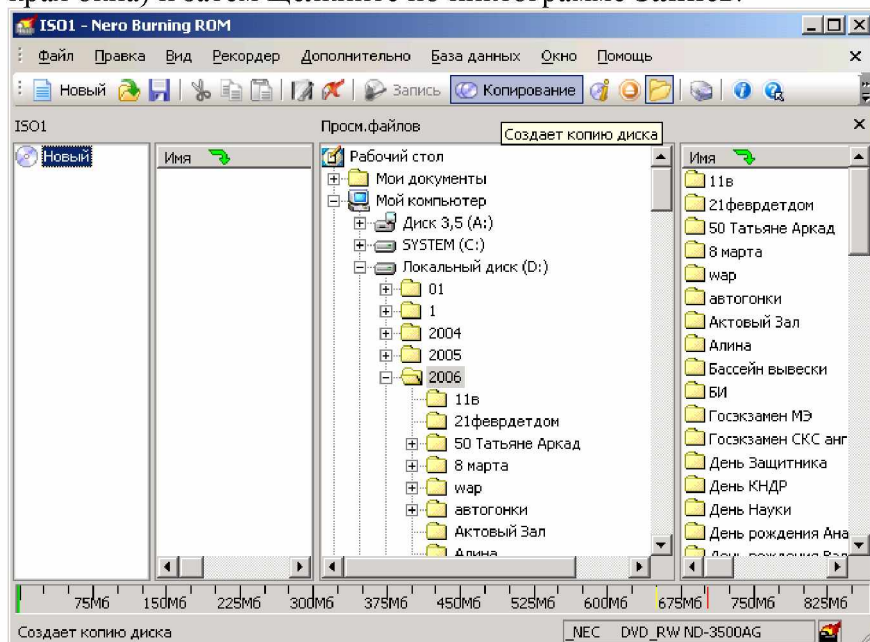 ISO1 - Nero Burning ROM
Файл Правка Вид Рекордер Дополнительно База данных Окно Помощь
Новый Запись Копирование
ISO1 Просм.файлов Создает копию диска
Новый Имя Рабочий стол Имя
Мои документы 11в
Мой компьютер 21феврдетдом
Диск 3,5 (A:) 50 Татьяне Аркад
SYSTEM (C:) 8 марта
Локальный диск (D:) wap
01 автогонки
1 Актовый Зал
2004 Алина
2005 Бассейн вывески
2006 БИ
11в Госэкзамен МЭ
21феврдетдом Госэкзамен СКС анг
50 Татьяне Аркад День Защитника
8 марта День КНДР
wap День Науки
автогонки День рождения Ана
Актовый Зал
Алина
75Мб 150Мб 225Мб 300Мб 375Мб 450Мб 525Мб 600Мб 675Мб 750Мб 825Мб
Создает копию диска _NEC DVD_RW ND-3500AG